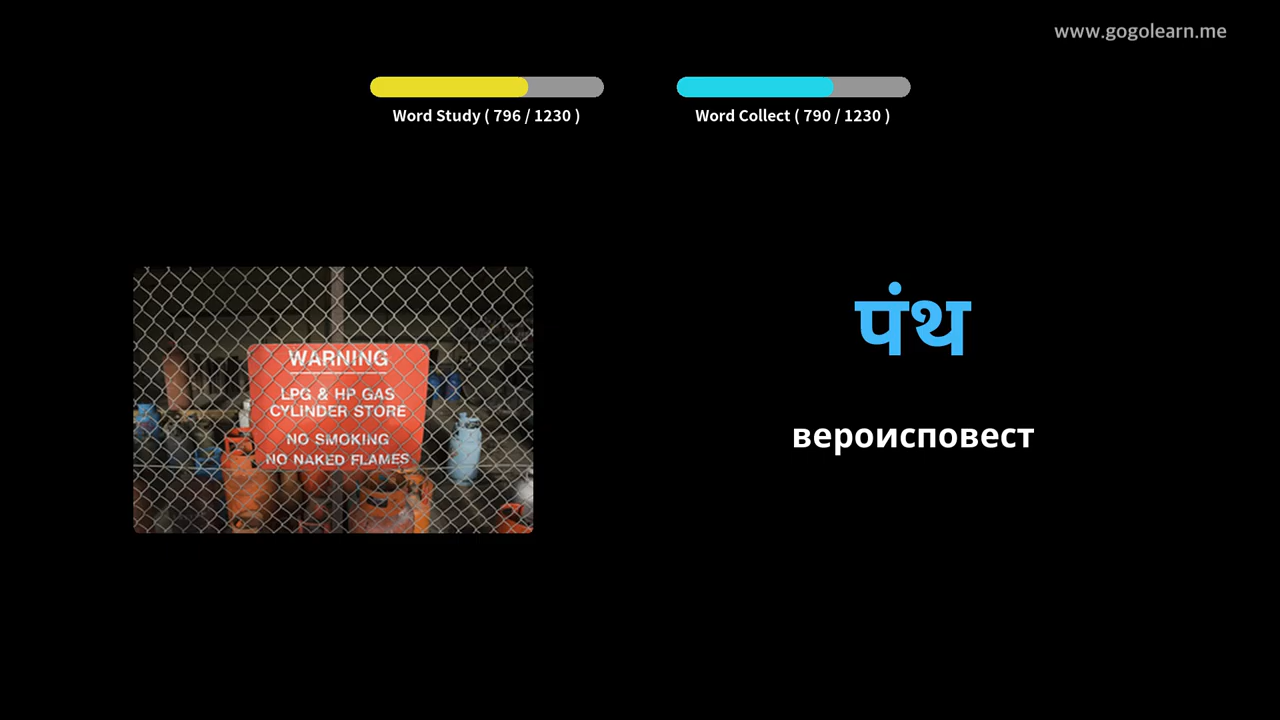 www.gogolearn.me
Word Study ( 796 / 1230 )
Word Collect ( 790 / 1230 )
WARNING
LPG & HP GAS
CYLINDER STORE
NO SMOKING
NO NAKED FLAMES
पंथ
вероисповест